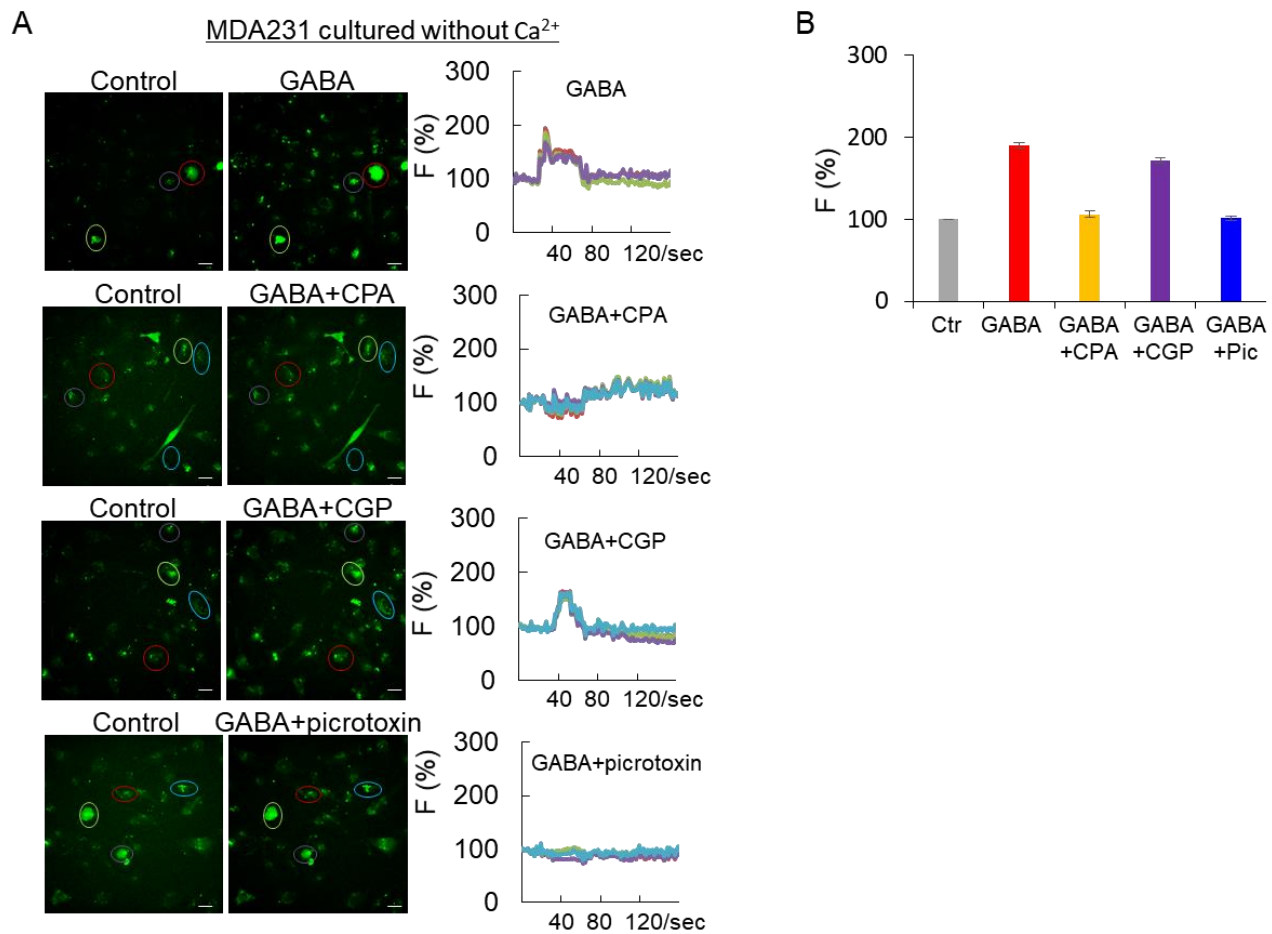 A
MDA231 cultured without Ca²⁺
Control
GABA
F (%)
300
200
100
0
GABA
40 80 120/sec
Control
GABA+CPA
F (%)
300
200
100
0
GABA+CPA
40 80 120/sec
Control
GABA+CGP
F (%)
300
200
100
0
GABA+CGP
40 80 120/sec
Control
GABA+picrotoxin
F (%)
300
200
100
0
GABA+picrotoxin
40 80 120/sec
B
F (%)
300
200
100
0
Ctr
GABA
GABA
+CPA
GABA
+CGP
GABA
+Pic